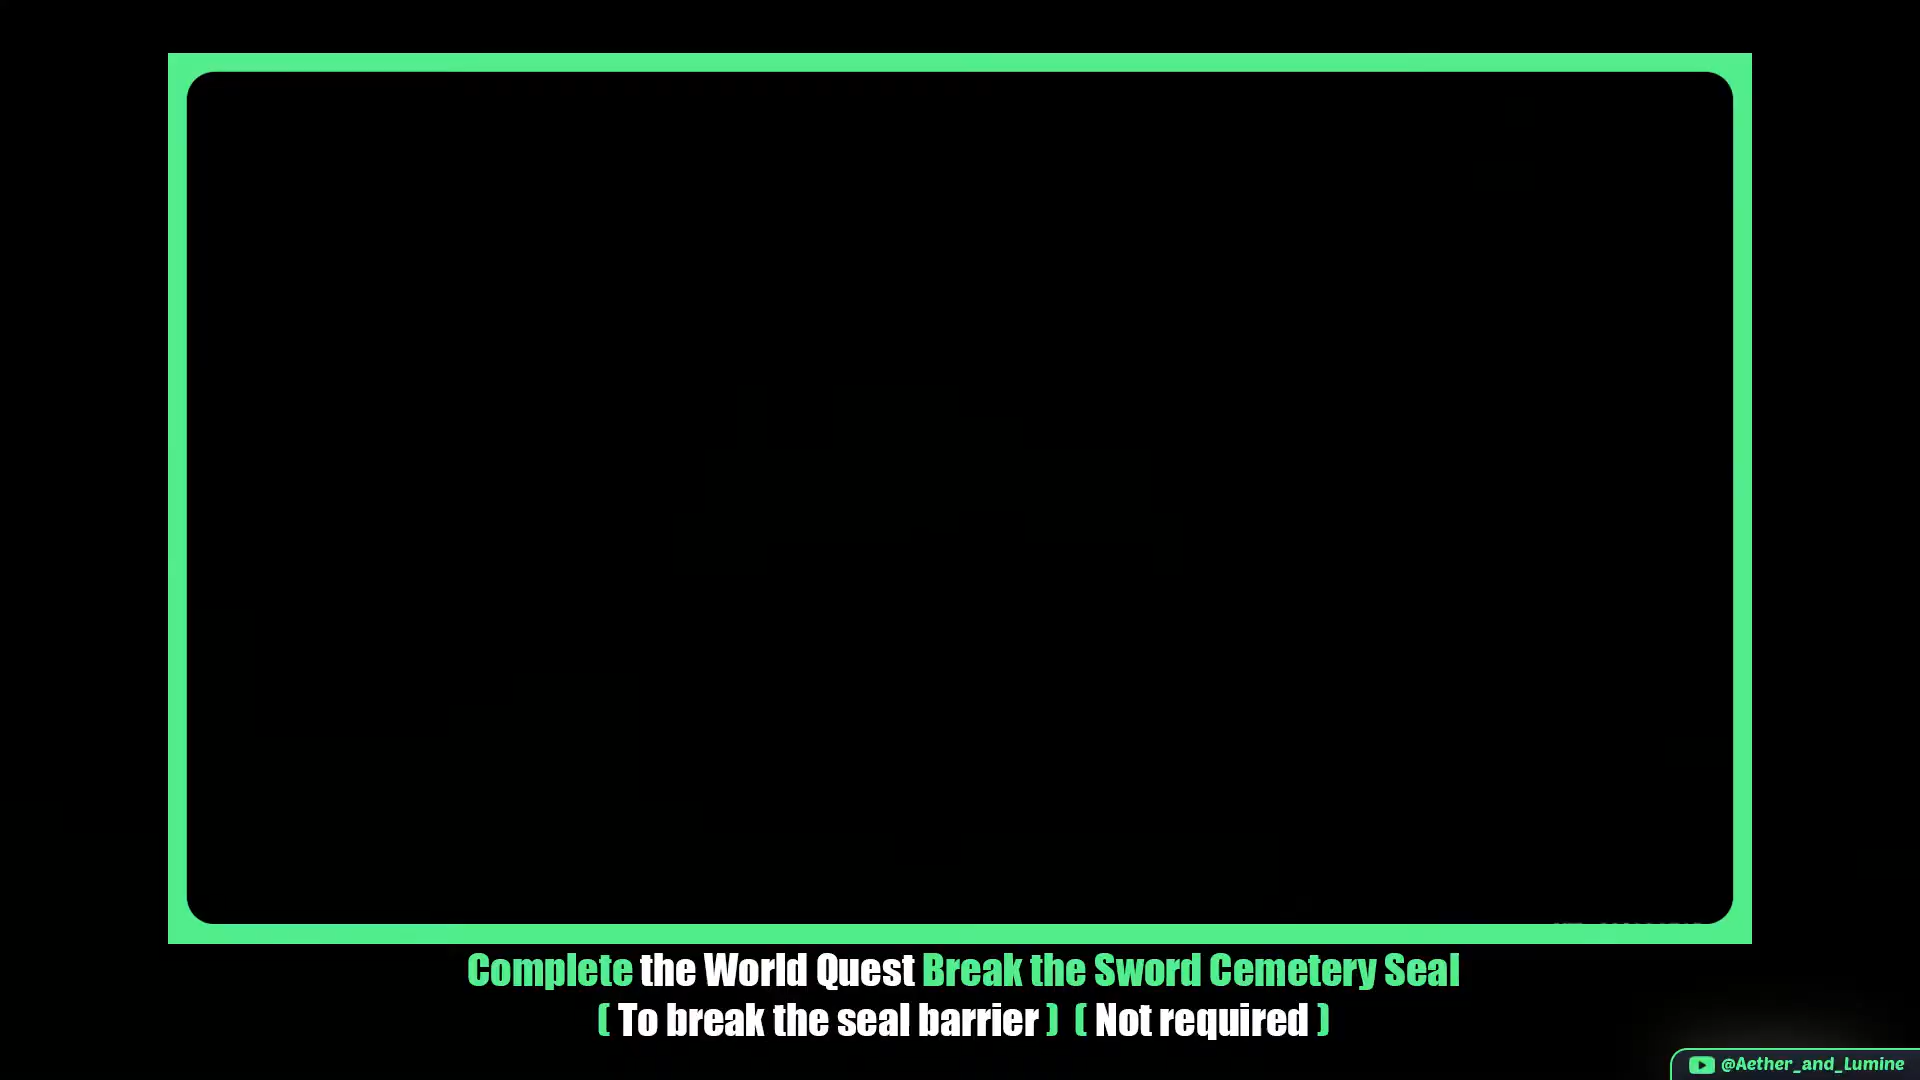 Complete the World Quest Break the Sword Cemetery Seal
( To break the seal barrier ) ( Not required )
@Aether_and_Lumine